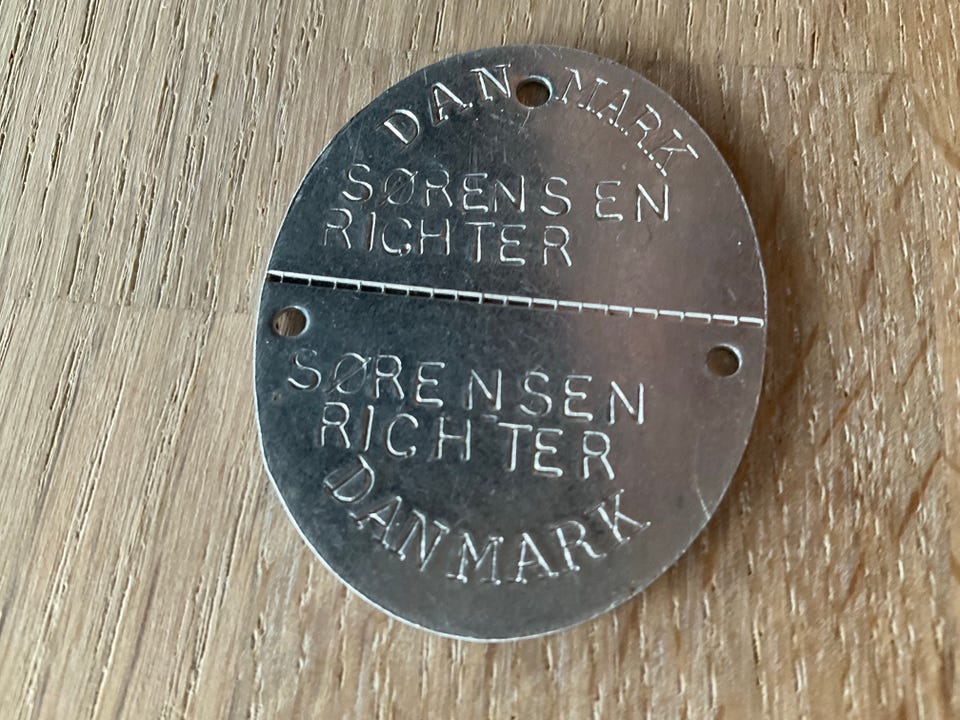 DANMARK
SØRENSEN
RICHTER
SØRENSEN
RICHTER
DANMARK